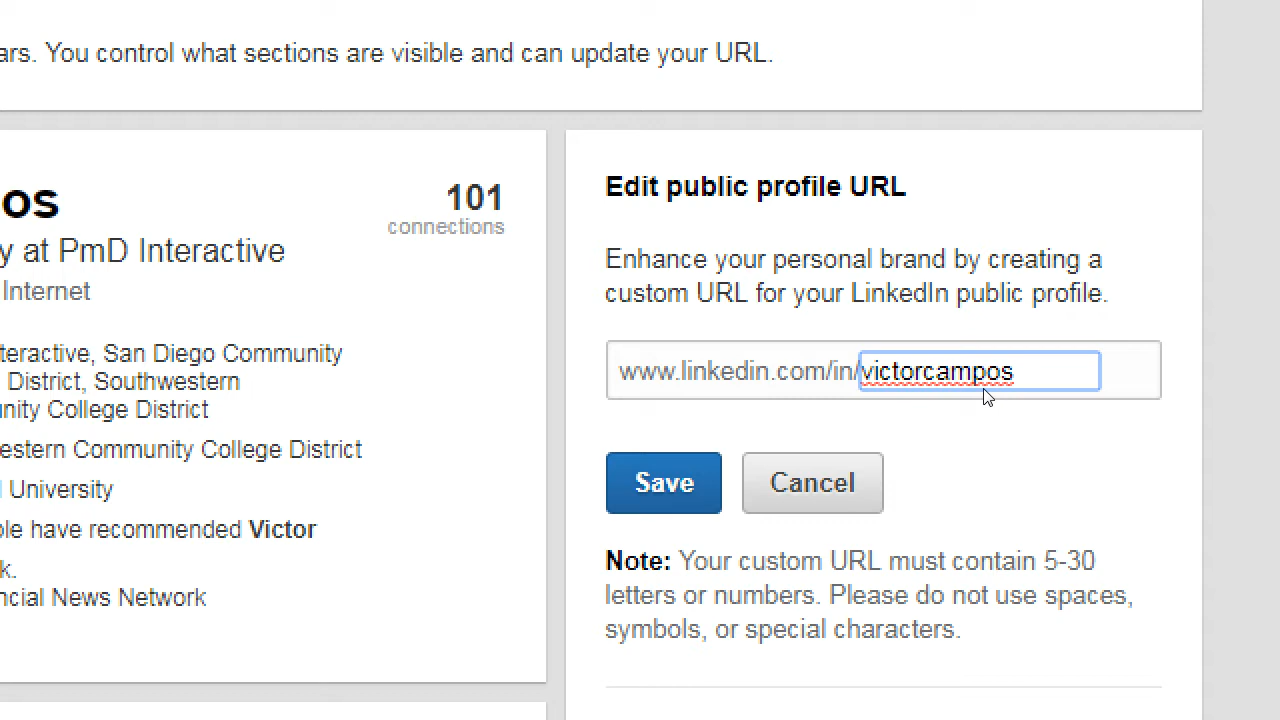 ars. You control what sections are visible and can update your URL.
os
101
connections
y at PmD Interactive
Internet
teractive, San Diego Community
District, Southwestern
nity College District
estern Community College District
University
ple have recommended Victor
k.
ncial News Network
Edit public profile URL
Enhance your personal brand by creating a
custom URL for your LinkedIn public profile.
www.linkedin.com/in/victorcampos
Save
Cancel
Note: Your custom URL must contain 5-30
letters or numbers. Please do not use spaces,
symbols, or special characters.